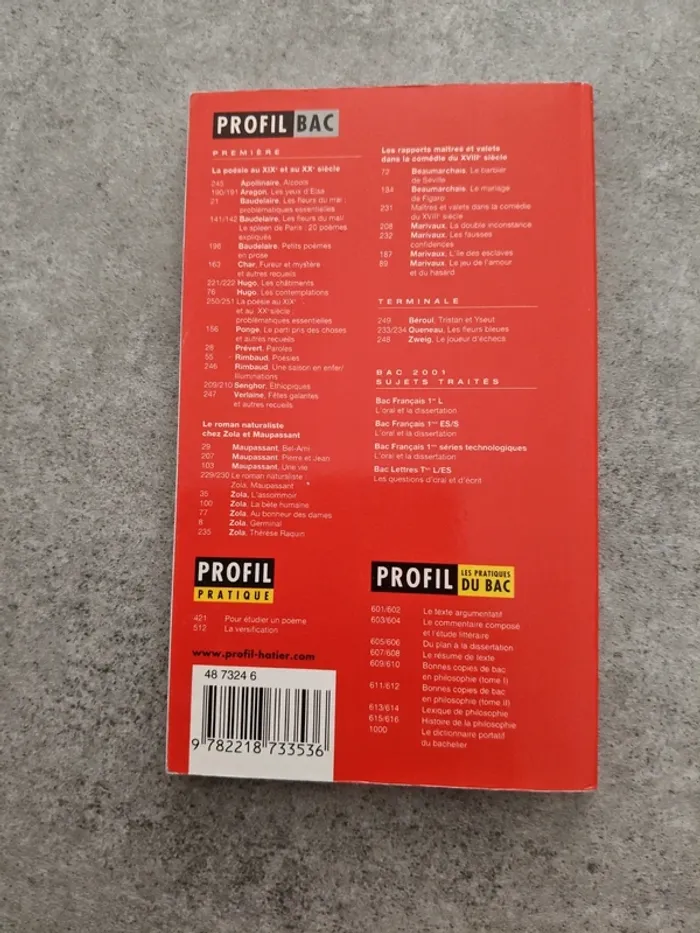 PROFIL BAC
PREMIÈRE
La poésie au XIXe et au XXe siècle
245 Apollinaire, Alcools
190/191 Aragon, Les yeux d'Elsa
21 Baudelaire, Les fleurs du mal :
problématiques essentielles
141/142 Baudelaire, Les fleurs du mal/
Le spleen de Paris : 20 poèmes
expliqués
196 Baudelaire, Petits poèmes
en prose
163 Char, Fureur et mystère
et autres recueils
221/222 Hugo, Les châtiments
76 Hugo, Les contemplations
250/251 La poésie au XIXe
et au XXe siècle :
problématiques essentielles
156 Ponge, Le parti pris des choses
et autres recueils
28 Prévert, Paroles
55 Rimbaud, Poésies
246 Rimbaud, Une saison en enfer/
Illuminations
209/210 Senghor, Éthiopiques
247 Verlaine, Fêtes galantes
et autres recueils
Le roman naturaliste
chez Zola et Maupassant
29 Maupassant, Bel-Ami
207 Maupassant, Pierre et Jean
103 Maupassant, Une vie
229/230 Le roman naturaliste :
Zola, Maupassant
35 Zola, L'assommoir
100 Zola, La bête humaine
77 Zola, Au bonheur des dames
8 Zola, Germinal
235 Zola, Thérèse Raquin
Les rapports maîtres et valets
dans la comédie du XVIIIe siècle
72 Beaumarchais, Le barbier
de Séville
134 Beaumarchais, Le mariage
de Figaro
231 Maîtres et valets dans la comédie
du XVIIIe siècle
208 Marivaux, La double inconstance
232 Marivaux, Les fausses
confidences
187 Marivaux, L'île des esclaves
89 Marivaux, Le jeu de l'amour
et du hasard
TERMINALE
249 Béroul, Tristan et Yseut
233/234 Queneau, Les fleurs bleues
248 Zweig, Le joueur d'échecs
BAC 2001
SUJETS TRAITÉS
Bac Français 1re L
L'oral et la dissertation
Bac Français 1res ES/S
L'oral et la dissertation
Bac Français 1res séries technologiques
L'oral et la dissertation
Bac Lettres Tles L/ES
Les questions d'oral et d'écrit
PROFIL
PRATIQUE
421 Pour étudier un poème
512 La versification
www.profil-hatier.com
48 7324 6
9 782218 733536
PROFIL LES PRATIQUES
DU BAC
601/602 Le texte argumentatif
603/604 Le commentaire composé
et l'étude littéraire
605/606 Du plan à la dissertation
607/608 Le résumé de texte
609/610 Bonnes copies de bac
en philosophie (tome I)
611/612 Bonnes copies de bac
en philosophie (tome II)
613/614 Lexique de philosophie
615/616 Histoire de la philosophie
1000 Le dictionnaire portatif
du bachelier